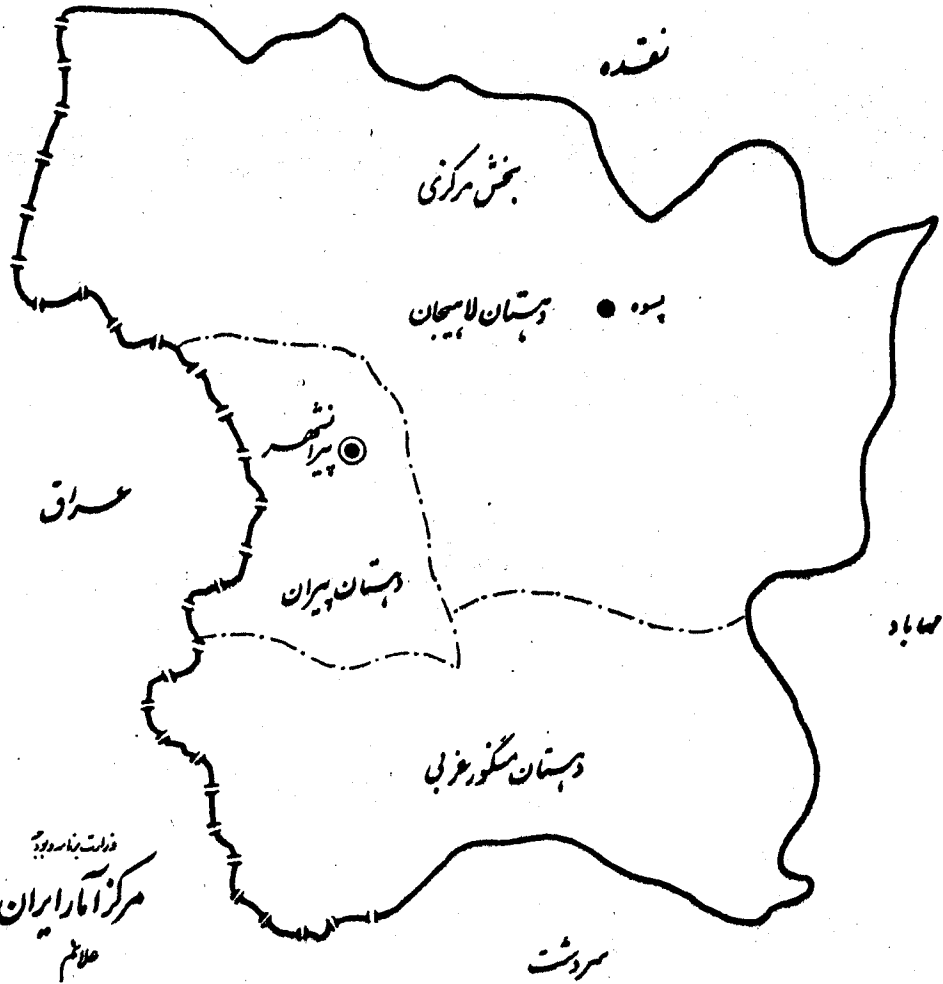 نقده
بخش مرکزی
دهستان لاهیجان
پسوه
پیرانشهر
عراق
دهستان پیران
مهاباد
دهستان منگور غربی
وزارت برنامه و بودجه
مرکز آمار ایران
علائم
سردشت